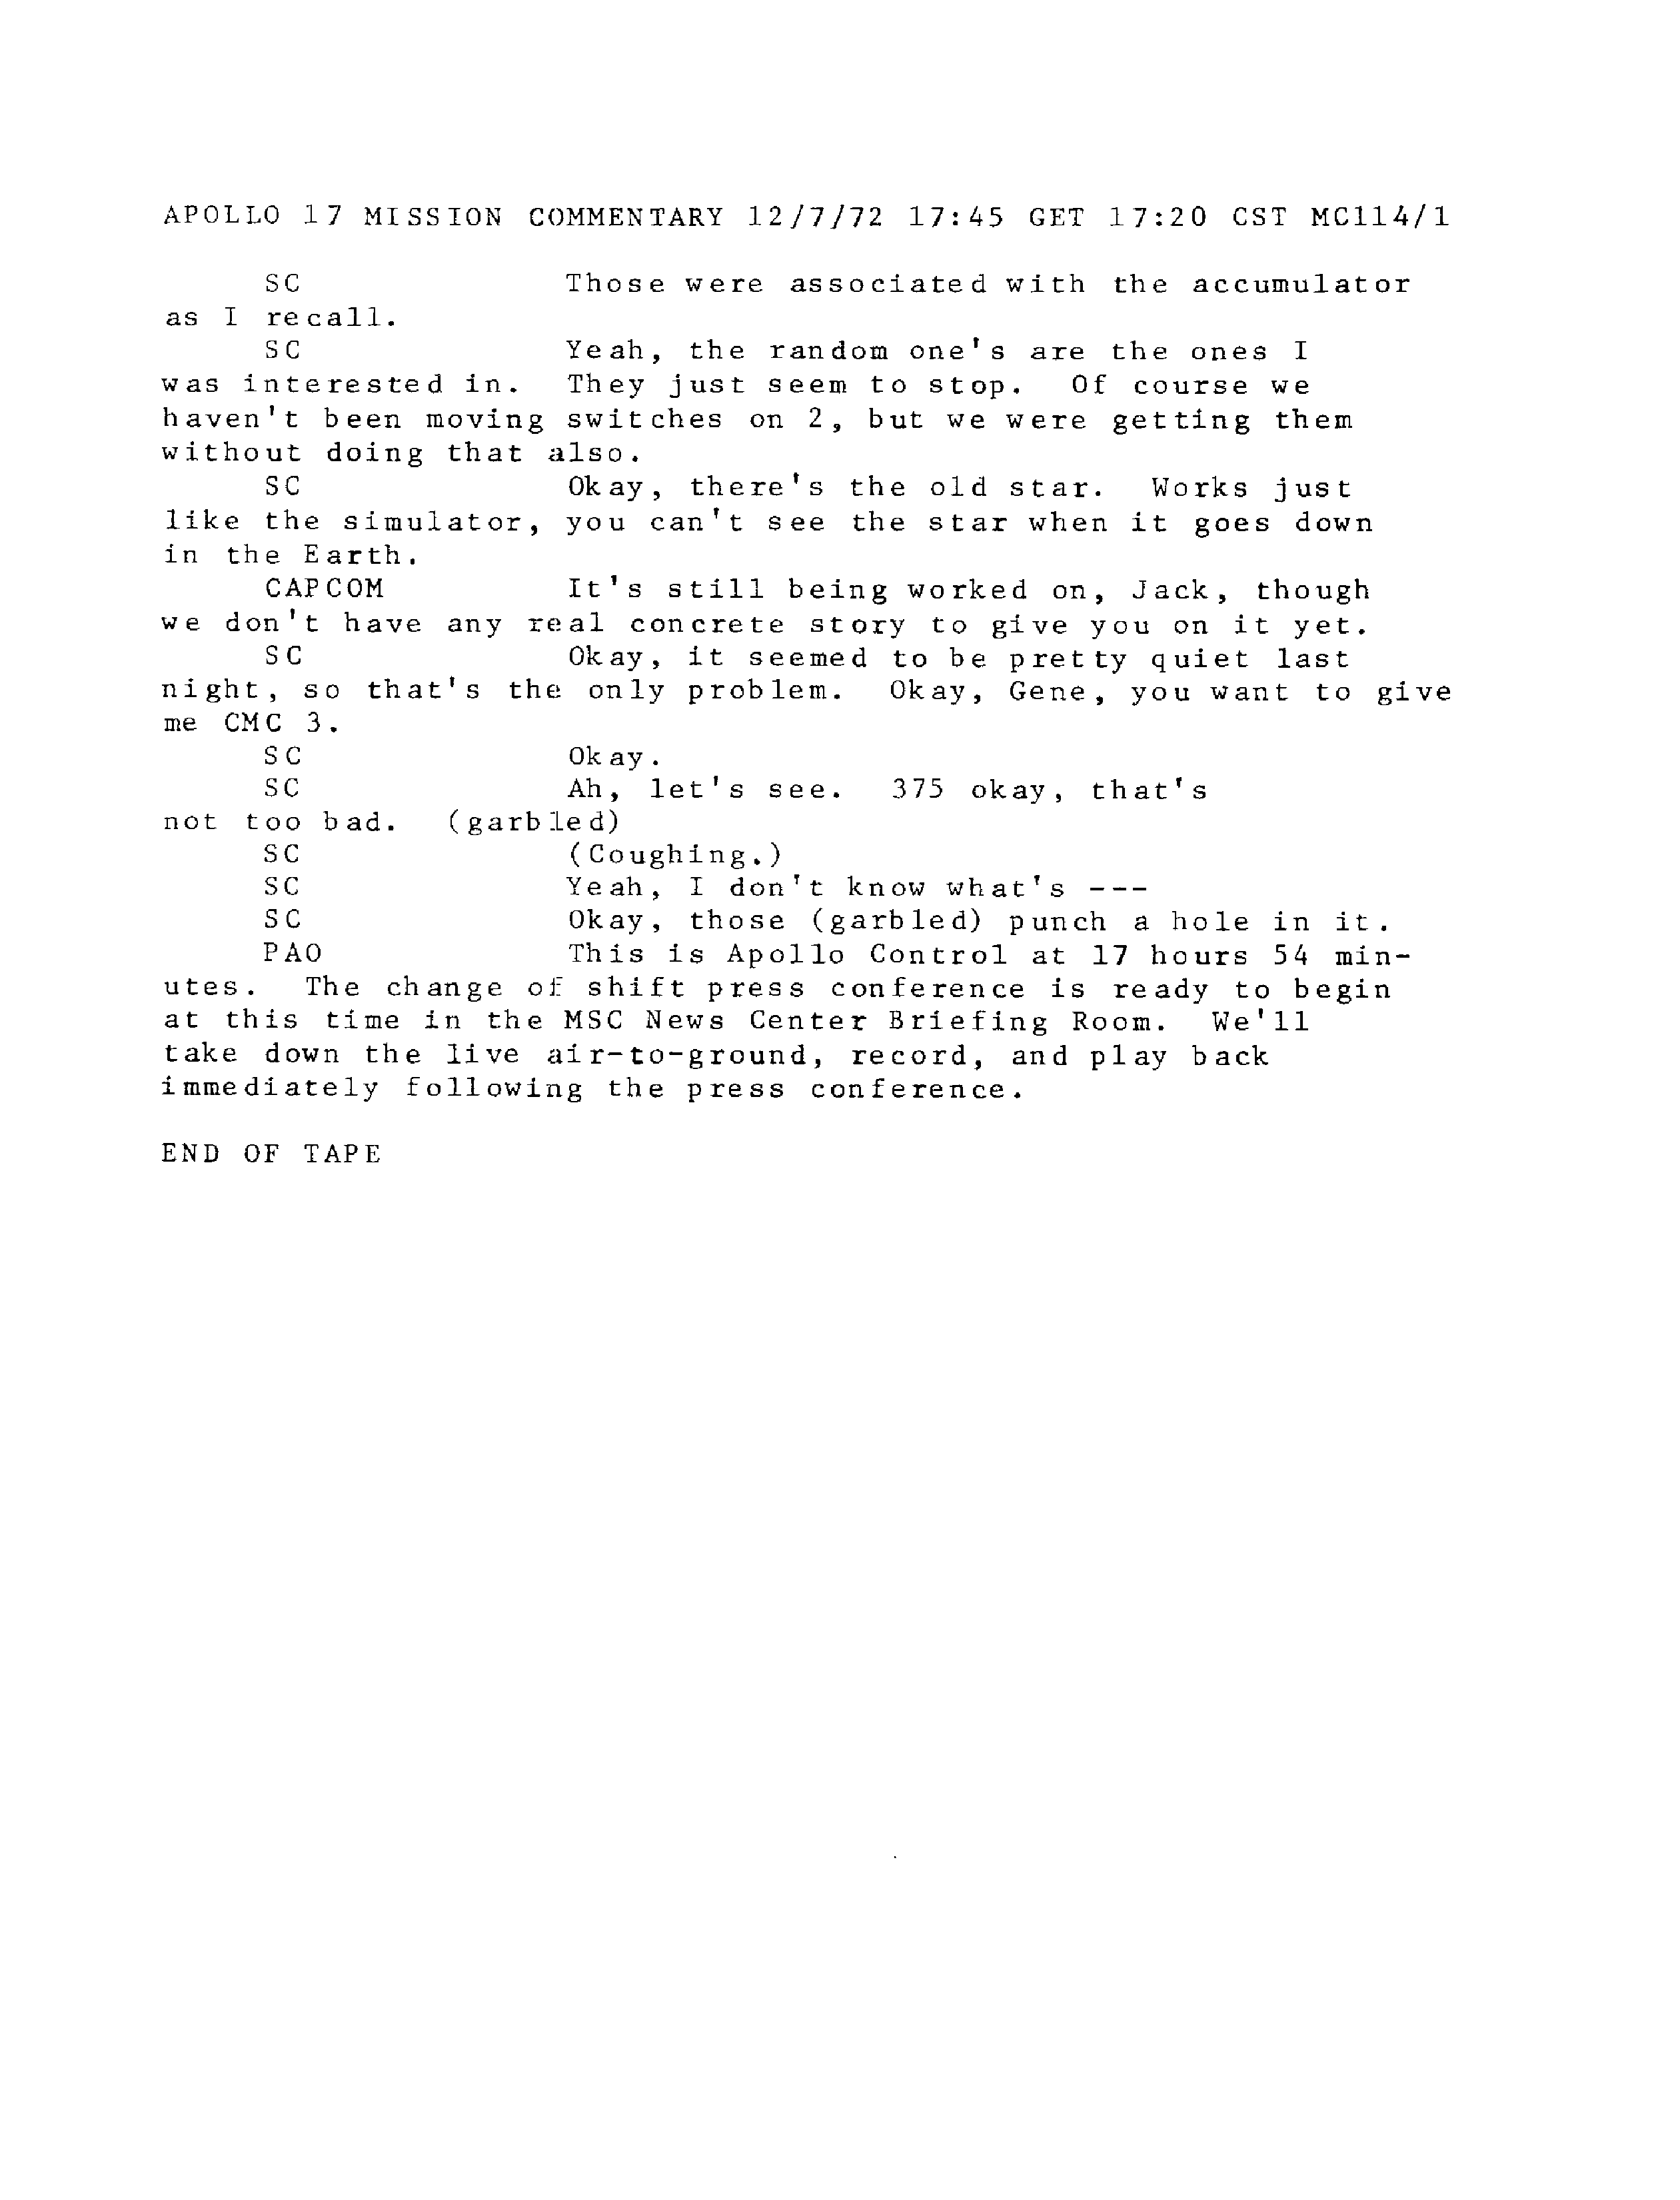 APOLLO 17 MISSION COMMENTARY 12/7/72 17:45 GET 17:20 CST MC114/1
SC Those were associated with the accumulator
as I recall.
SC Yeah, the random one's are the ones I
was interested in. They just seem to stop. Of course we
haven't been moving switches on 2, but we were getting them
without doing that also.
SC Okay, there's the old star. Works just
like the simulator, you can't see the star when it goes down
in the Earth.
CAPCOM It's still being worked on, Jack, though
we don't have any real concrete story to give you on it yet.
SC Okay, it seemed to be pretty quiet last
night, so that's the only problem. Okay, Gene, you want to give
me CMC 3.
SC Okay.
SC Ah, let's see. 375 okay, that's
not too bad. (garbled)
SC (Coughing.)
SC Yeah, I don't know what's ---
SC Okay, those (garbled) punch a hole in it.
PAO This is Apollo Control at 17 hours 54 min-
utes. The change of shift press conference is ready to begin
at this time in the MSC News Center Briefing Room. We'll
take down the live air-to-ground, record, and play back
immediately following the press conference.
END OF TAPE